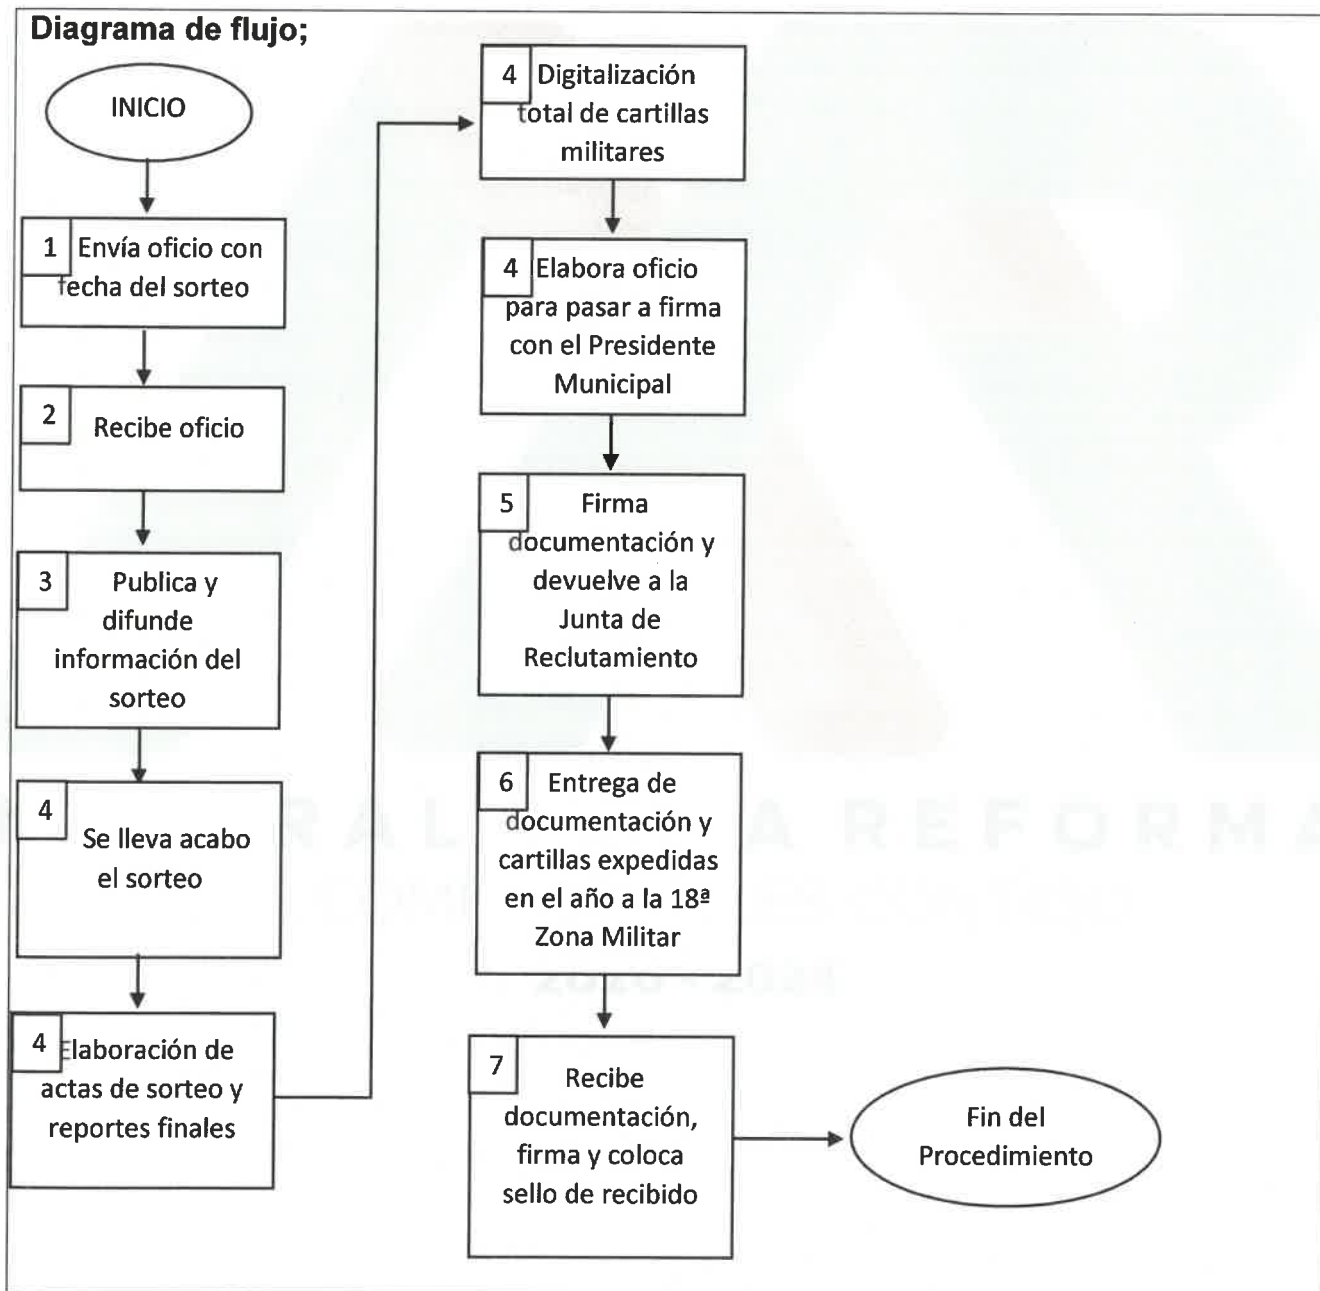 Diagrama de flujo;
INICIO
1 Envía oficio con
fecha del sorteo
2
Recibe oficio
3 Publica y
difunde
información del
sorteo
4
Se lleva acabo
el sorteo
4 Elaboración de
actas de sorteo y
reportes finales
4 Digitalización
total de cartillas
militares
4 Elabora oficio
para pasar a firma
con el Presidente
Municipal
5 Firma
documentación y
devuelve a la
Junta de
Reclutamiento
6 Entrega de
documentación y
cartillas expedidas
en el año a la 18ª
Zona Militar
7 Recibe
documentación,
firma y coloca
sello de recibido
Fin del
Procedimiento
RAL
A REFORMA
2020 - 2024